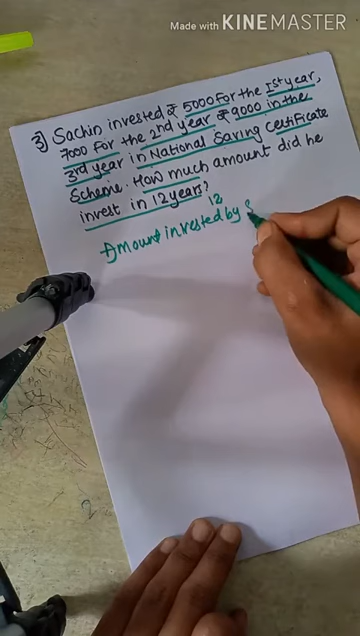 Made with KINEMASTER
3) Sachin invested ₹ 5000 For the Ist year,
7000 For the 2nd year ₹ 9000 in the
3rd year in National Saving Certificate
Scheme. How much amount did he
invest in 12 years?
12
Amount invested by S